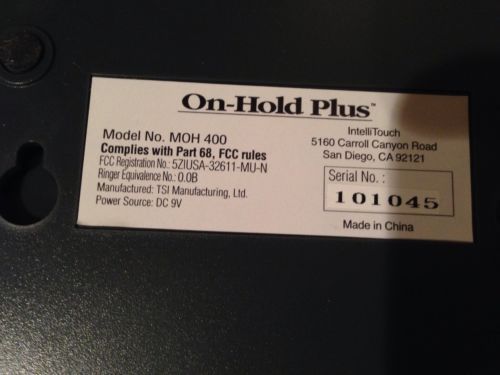 On-Hold Plus™
Model No. MOH 400
Complies with Part 68, FCC rules
FCC Registration No.: 5ZIUSA-32611-MU-N
Ringer Equivalence No.: 0.0B
Manufactured: TSI Manufacturing, Ltd.
Power Source: DC 9V
IntelliTouch
5160 Carroll Canyon Road
San Diego, CA 92121
Serial No. :
101045
Made in China